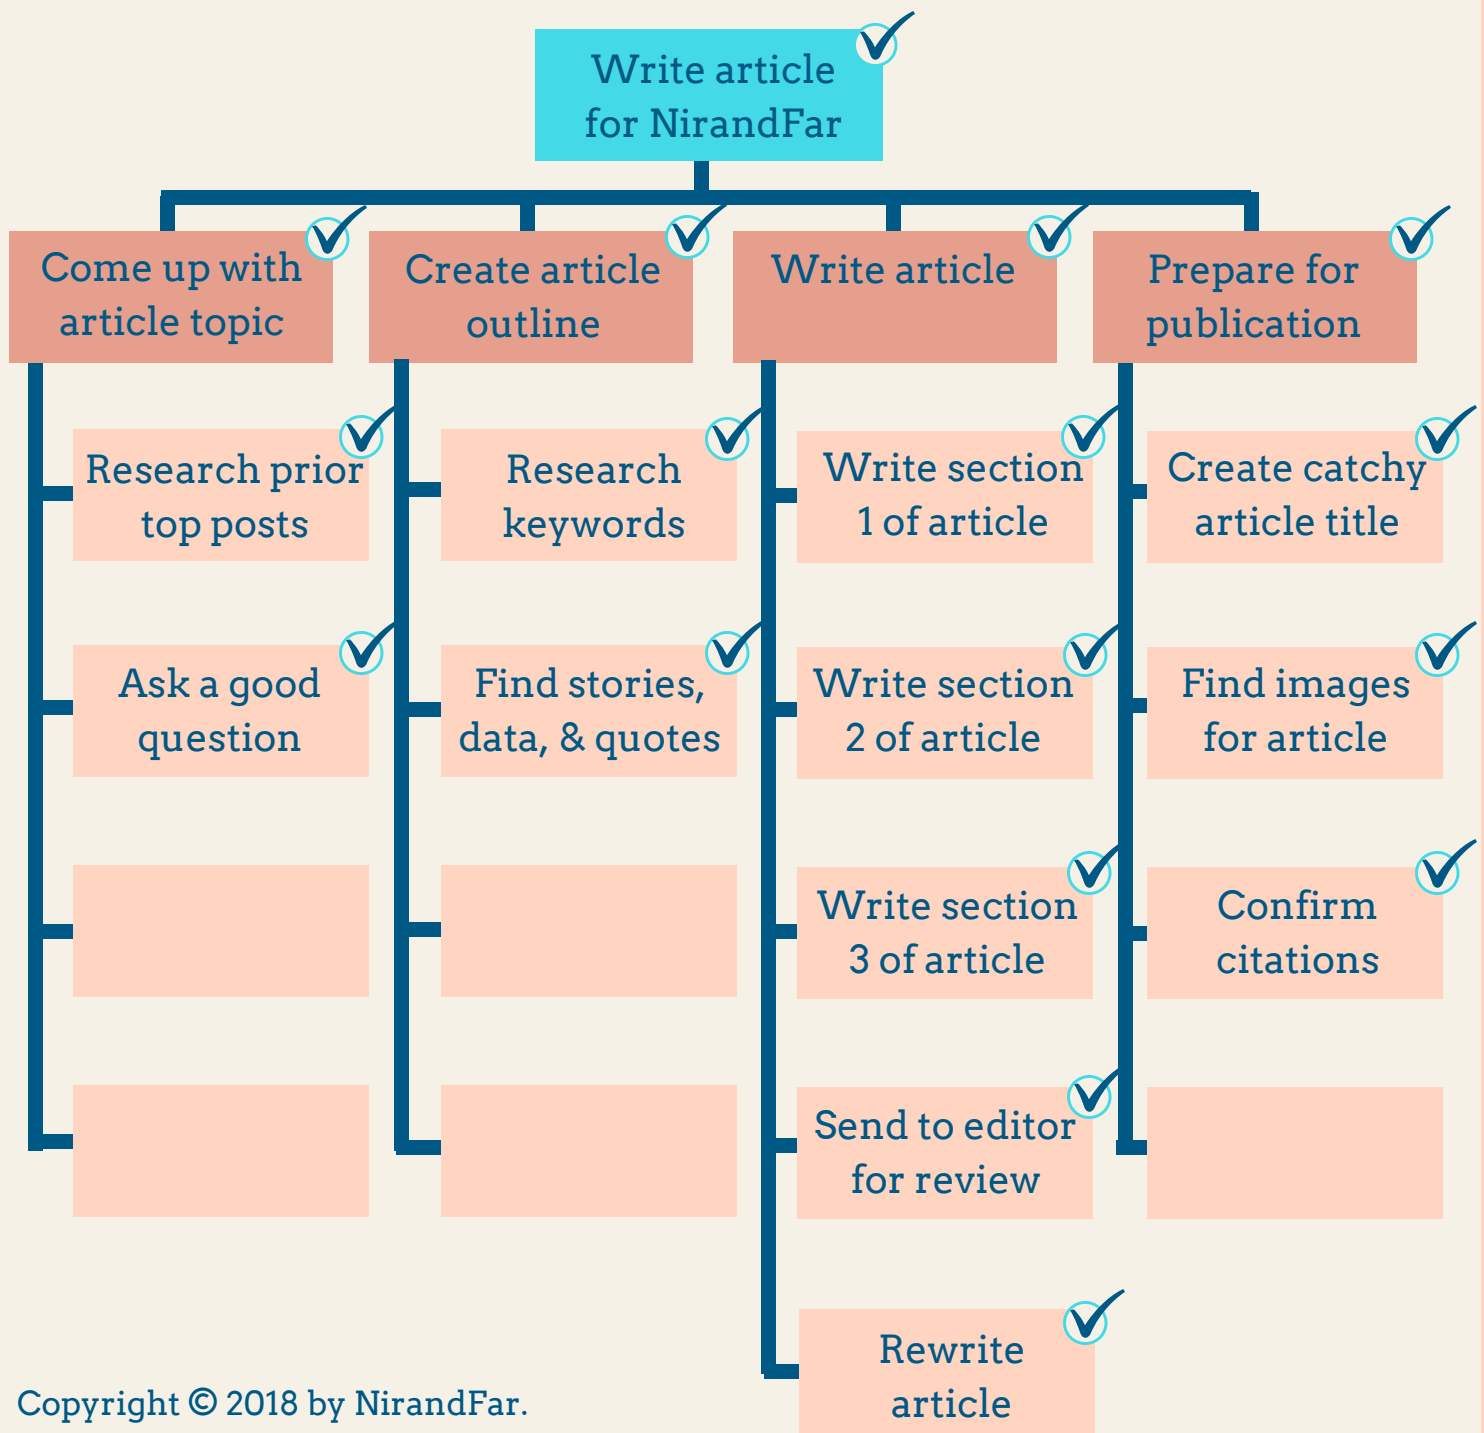 Write article
for NirandFar
Come up with
article topic
Create article
outline
Write article
Prepare for
publication
Research prior
top posts
Ask a good
question
Research
keywords
Find stories,
data, & quotes
Write section
1 of article
Write section
2 of article
Write section
3 of article
Send to editor
for review
Rewrite
article
Create catchy
article title
Find images
for article
Confirm
citations
Copyright © 2018 by NirandFar.